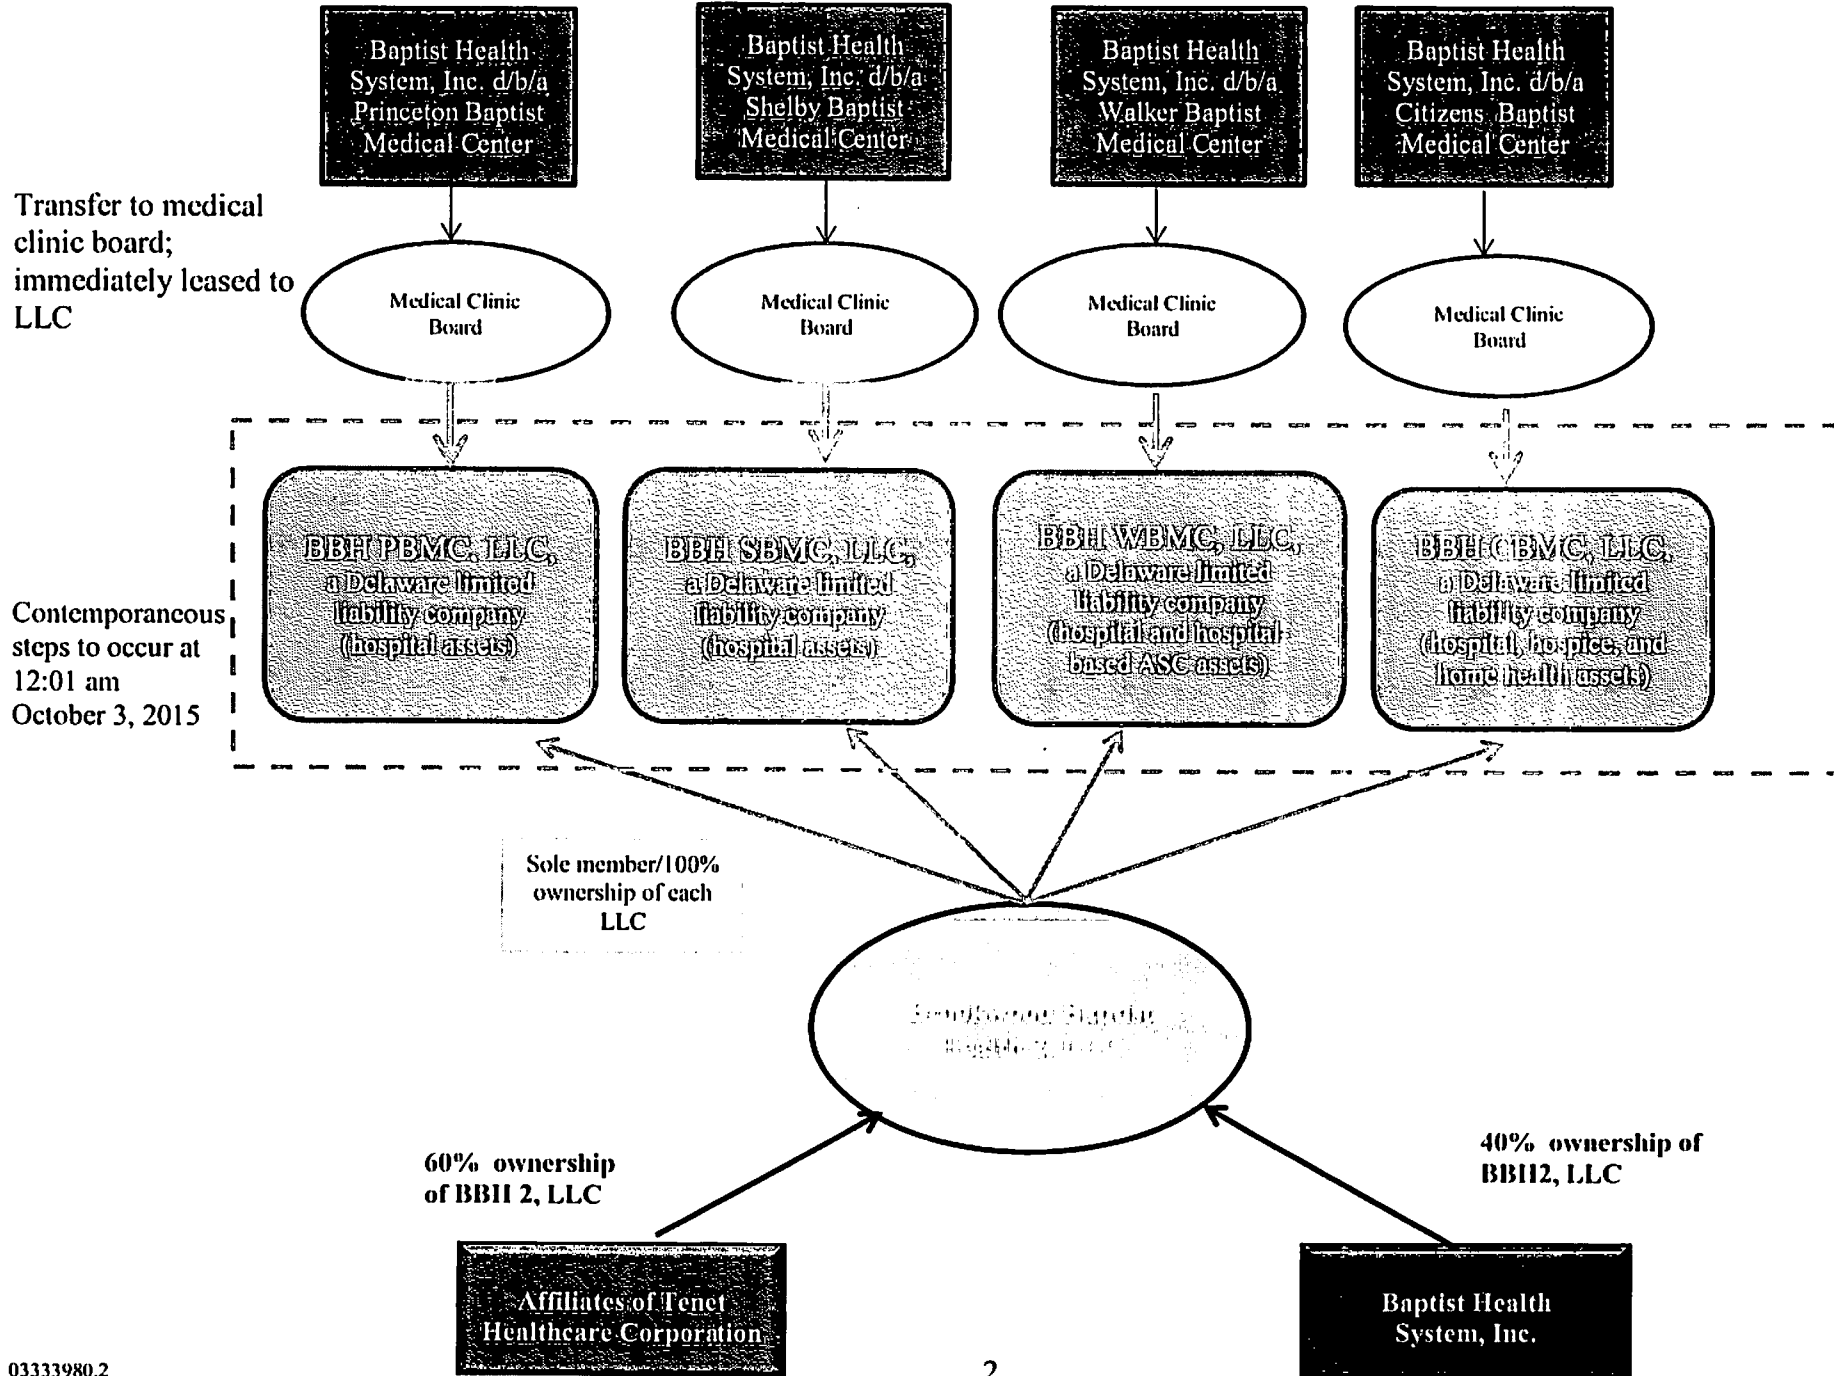 Baptist Health
System, Inc. d/b/a
Princeton Baptist
Medical Center
Baptist Health
System, Inc. d/b/a
Shelby Baptist
Medical Center
Baptist Health
System, Inc. d/b/a
Walker Baptist
Medical Center
Baptist Health
System, Inc. d/b/a
Citizens Baptist
Medical Center
Transfer to medical
clinic board;
immediately leased to
LLC
Medical Clinic
Board
Medical Clinic
Board
Medical Clinic
Board
Medical Clinic
Board
Contemporaneous
steps to occur at
12:01 am
October 3, 2015
BBH PBMC, LLC,
a Delaware limited
liability company
(hospital assets)
BBH SBMC, LLC,
a Delaware limited
liability company
(hospital assets)
BBH WBMC, LLC,
a Delaware limited
liability company
(hospital and hospital
based ASC assets)
BBH CBMC, LLC,
a Delaware limited
liability company
(hospital, hospice, and
home health assets)
Sole member/100%
ownership of each
LLC
60% ownership
of BBH 2, LLC
40% ownership of
BBH2, LLC
Affiliates of Tenet
Healthcare Corporation
Baptist Health
System, Inc.
03333980.2
2